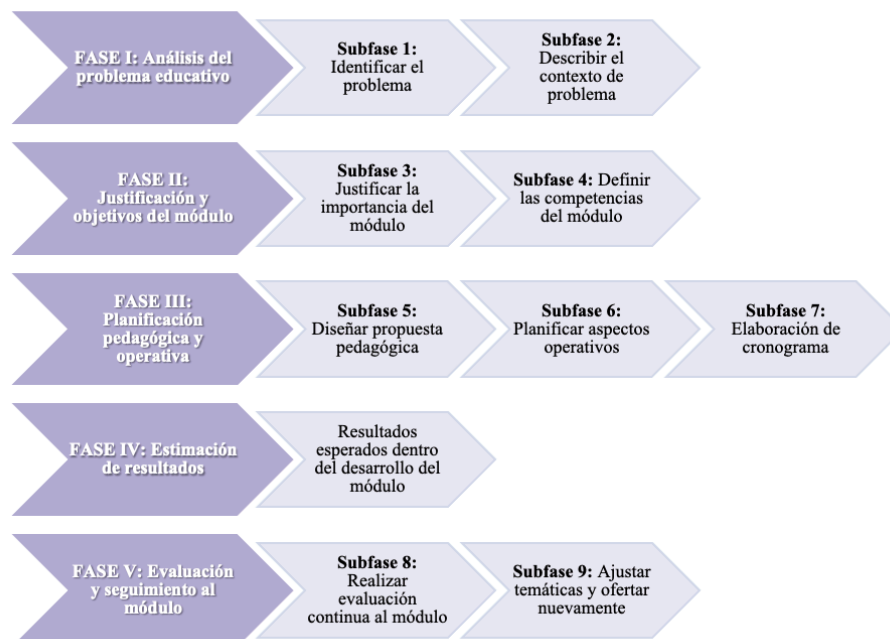 FASE I: Análisis del
problema educativo
Subfase 1:
Identificar el
problema
Subfase 2:
Describir el
contexto de
problema
FASE II:
Justificación y
objetivos del módulo
Subfase 3:
Justificar la
importancia del
módulo
Subfase 4: Definir
las competencias
del módulo
FASE III:
Planificación
pedagógica y
operativa
Subfase 5:
Diseñar propuesta
pedagógica
Subfase 6:
Planificar aspectos
operativos
Subfase 7:
Elaboración de
cronograma
FASE IV: Estimación
de resultados
Resultados
esperados dentro
del desarrollo del
módulo
FASE V: Evaluación
y seguimiento al
módulo
Subfase 8:
Realizar
evaluación
continua al módulo
Subfase 9: Ajustar
temáticas y ofertar
nuevamente